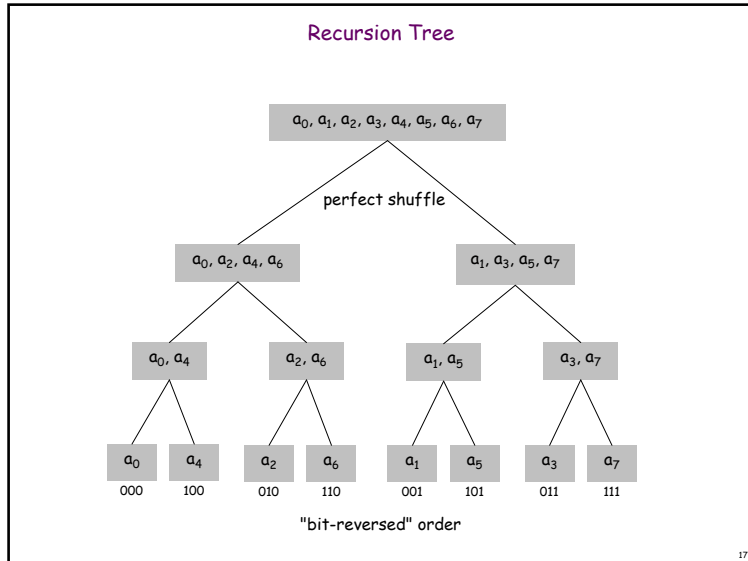 Recursion Tree
a₀, a₁, a₂, a₃, a₄, a₅, a₆, a₇
perfect shuffle
a₀, a₂, a₄, a₆
a₁, a₃, a₅, a₇
a₀, a₄
a₂, a₆
a₁, a₅
a₃, a₇
a₀ a₄ a₂ a₆ a₁ a₅ a₃ a₇
000 100 010 110 001 101 011 111
"bit-reversed" order
17